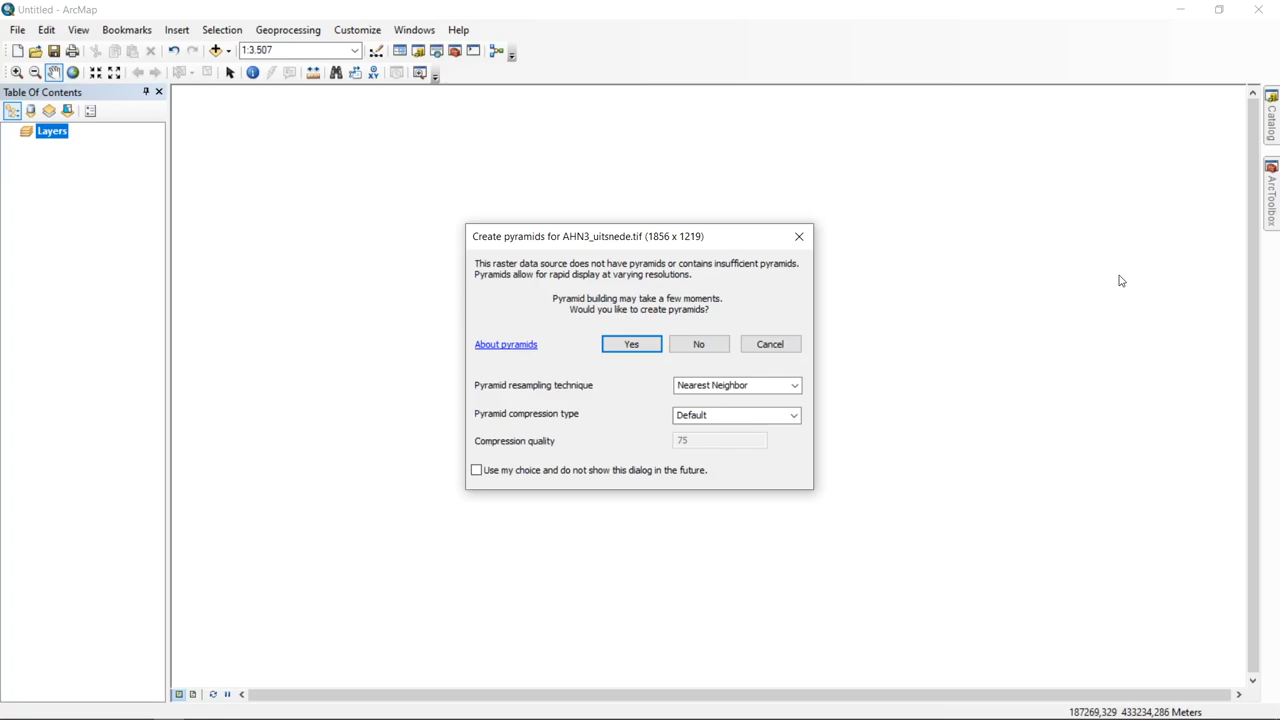 Untitled - ArcMap
File Edit View Bookmarks Insert Selection Geoprocessing Customize Windows Help
1:3.507
Table Of Contents
Layers
Create pyramids for AHN3_uitsnede.tif (1856 x 1219)
This raster data source does not have pyramids or contains insufficient pyramids.
Pyramids allow for rapid display at varying resolutions.
Pyramid building may take a few moments.
Would you like to create pyramids?
About pyramids Yes No Cancel
Pyramid resampling technique Nearest Neighbor
Pyramid compression type Default
Compression quality 75
Use my choice and do not show this dialog in the future.
Catalog
ArcToolbox
187269,329 433234,286 Meters